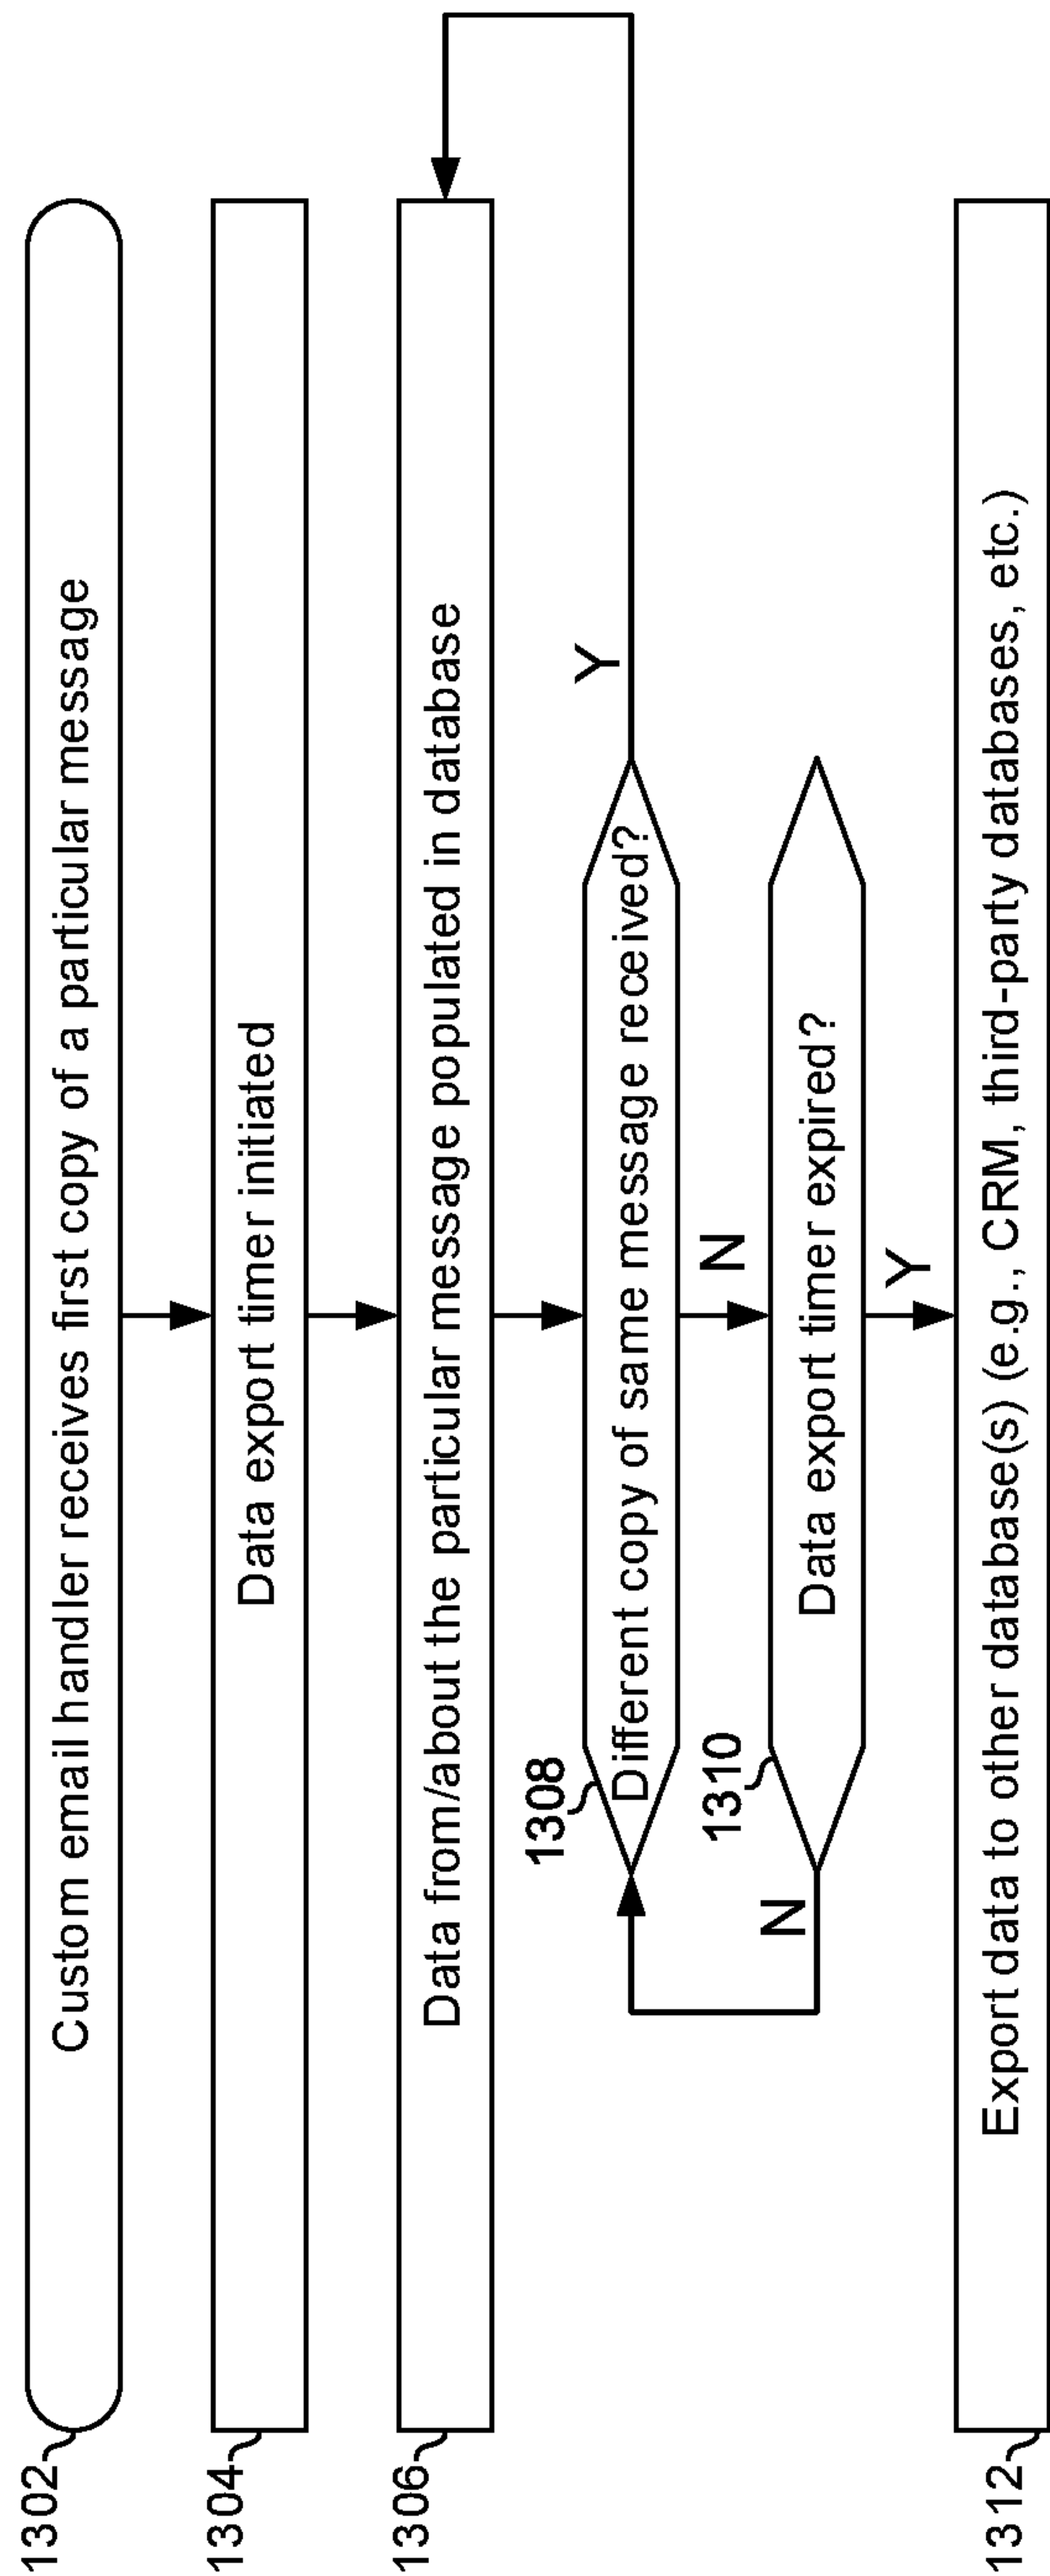 1302
Custom email handler receives first copy of a particular message
1304
Data export timer initiated
1306
Data from/about the particular message populated in database
1308
Different copy of same message received?
Y
N
1310
Data export timer expired?
N
Y
1312
Export data to other database(s) (e.g., CRM, third-party databases, etc.)